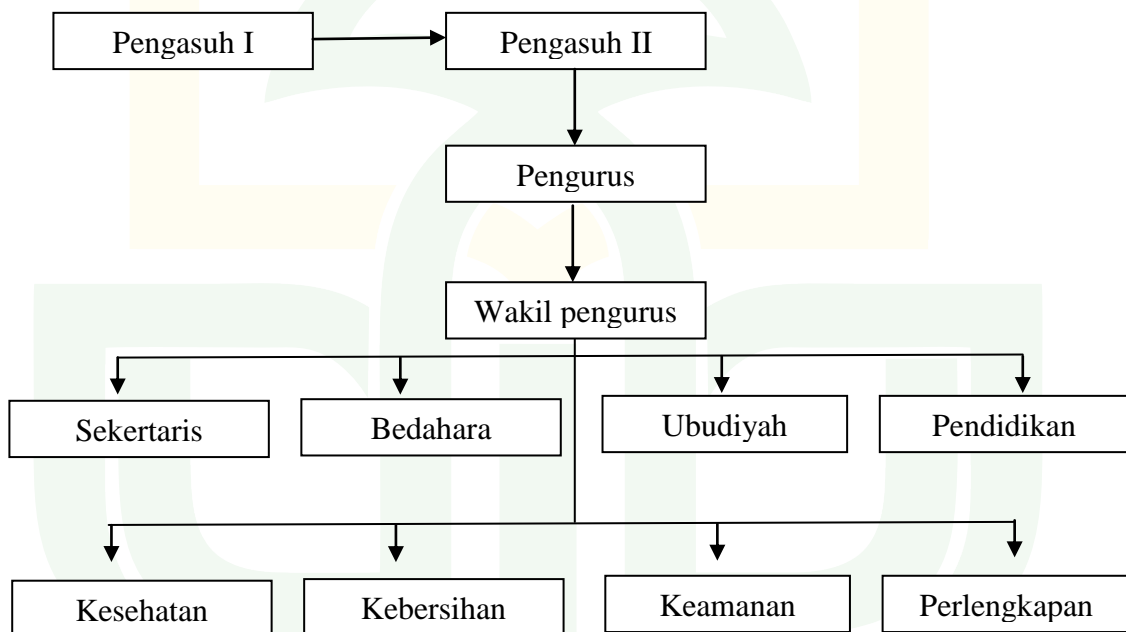 Pengasuh I
Pengasuh II
Pengurus
Wakil pengurus
Sekertaris
Bedahara
Ubudiyah
Pendidikan
Kesehatan
Kebersihan
Keamanan
Perlengkapan